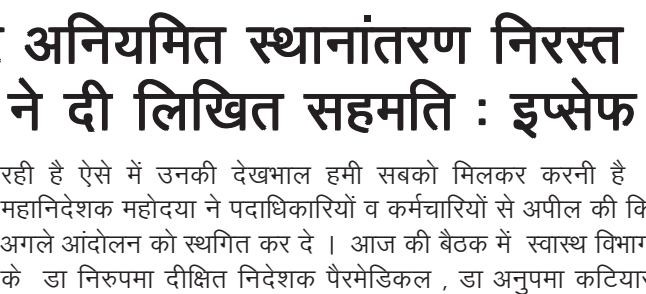 अनियमित स्थानांतरण निरस्त
ने दी लिखित सहमति : इप्सेफ
रही है ऐसे में उनकी देखभाल हमी सबको मिलकर करनी है
महानिदेशक महोदया ने पदाधिकारियों व कर्मचारियों से अपील की कि
अगले आंदोलन को स्थगित कर दे । आज की बैठक में स्वास्थ विभाग
के डा निरुपमा दीक्षित निदेशक पैरमेडिकल , डा अनुपमा कटियार